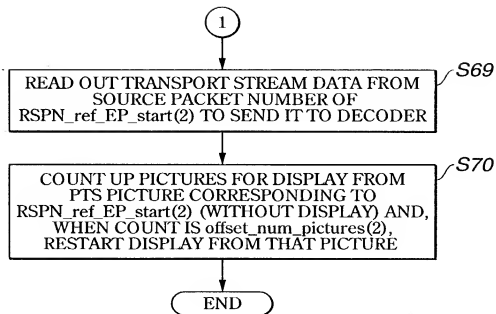 1
S69
READ OUT TRANSPORT STREAM DATA FROM
SOURCE PACKET NUMBER OF
RSPN_ref_EP_start(2) TO SEND IT TO DECODER
S70
COUNT UP PICTURES FOR DISPLAY FROM
PTS PICTURE CORRESPONDING TO
RSPN_ref_EP_start(2) (WITHOUT DISPLAY) AND,
WHEN COUNT IS offset_num_pictures(2),
RESTART DISPLAY FROM THAT PICTURE
END